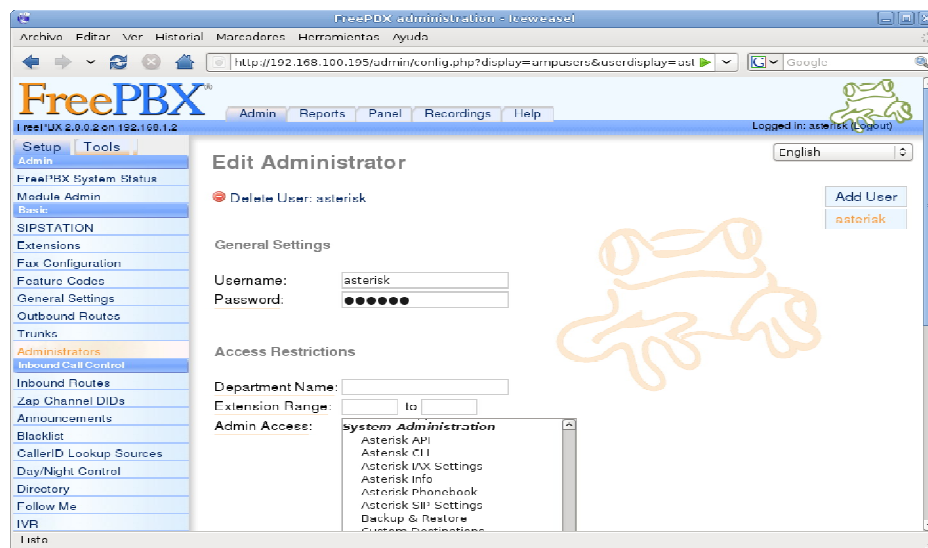 FreePBX administration - Iceweasel
Archivo Editar Ver Historial Marcadores Herramientas Ayuda
http://192.168.100.195/admin/config.php?display=ampusers&userdisplay=ast
Google
FreePBX
Admin Reports Panel Recordings Help
FreePBX 2.8.0.2 on 192.168.1.2
Logged in: asterisk (Logout)
Setup Tools
English
Admin
FreePBX System Status
Module Admin
Basic
SIPSTATION
Extensions
Fax Configuration
Feature Codes
General Settings
Outbound Routes
Trunks
Administrators
Inbound Call Control
Inbound Routes
Zap Channel DIDs
Announcements
Blacklist
CallerID Lookup Sources
Day/Night Control
Directory
Follow Me
IVR
Edit Administrator
Delete User: asterisk
Add User
asterisk
General Settings
Username: asterisk
Password: ●●●●●●
Access Restrictions
Department Name:
Extension Range: to
Admin Access:
System Administration
Asterisk API
Asterisk CLI
Asterisk IAX Settings
Asterisk Info
Asterisk Phonebook
Asterisk SIP Settings
Backup & Restore
Custom Destinations
Listo